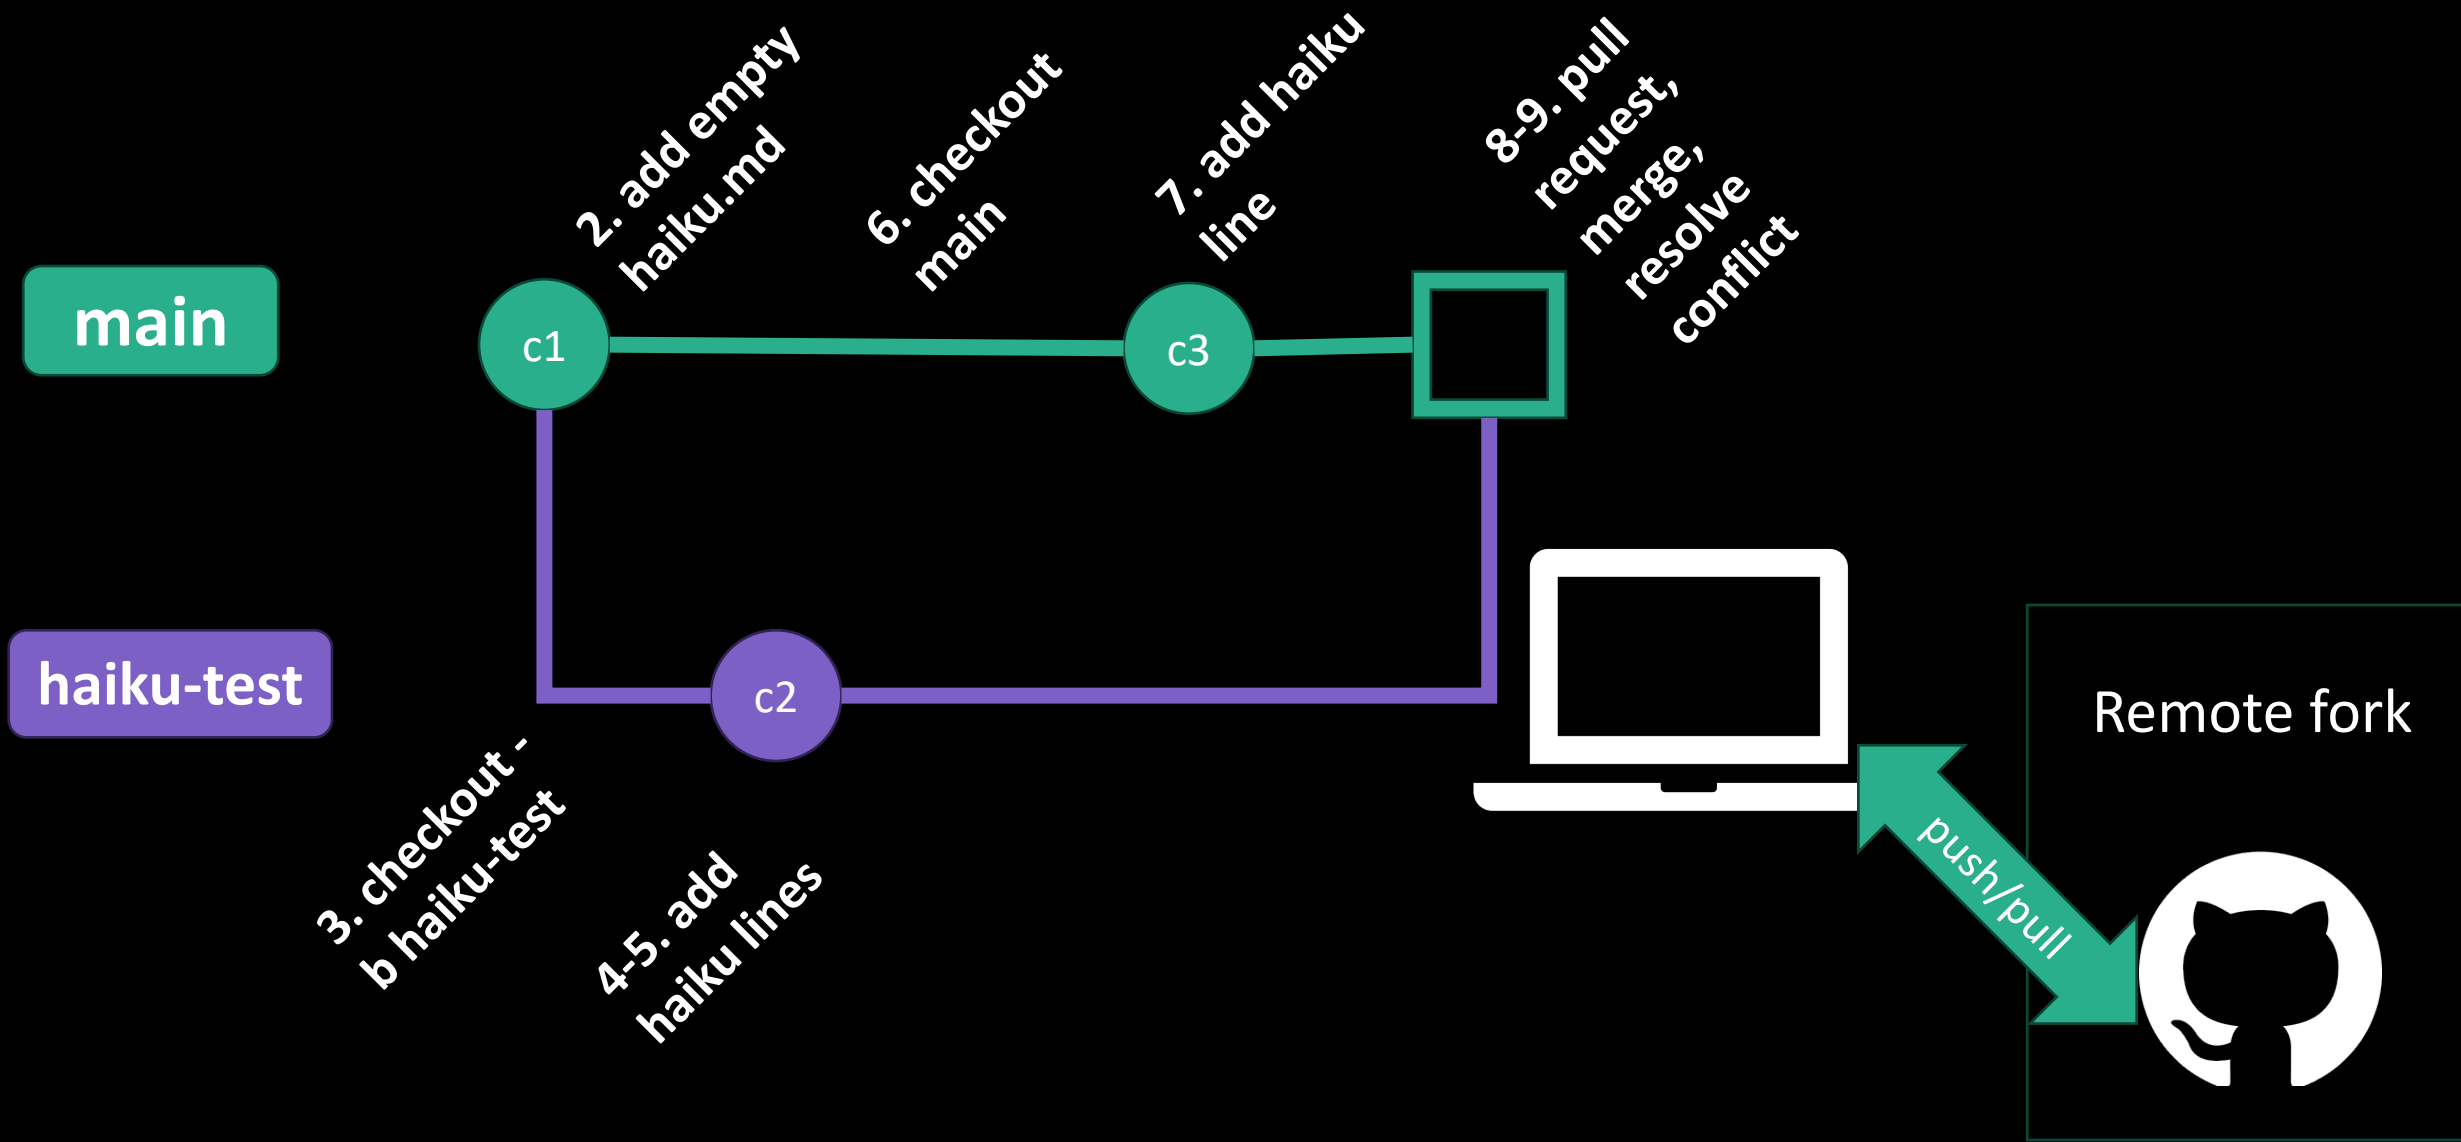 2. add empty
haiku.md
6. checkout
main
7. add haiku
line
8-9. pull
request,
merge,
resolve
conflict
main
c1
c3
haiku-test
c2
3. checkout -
b haiku-test
4-5. add
haiku lines
Remote fork
push/pull